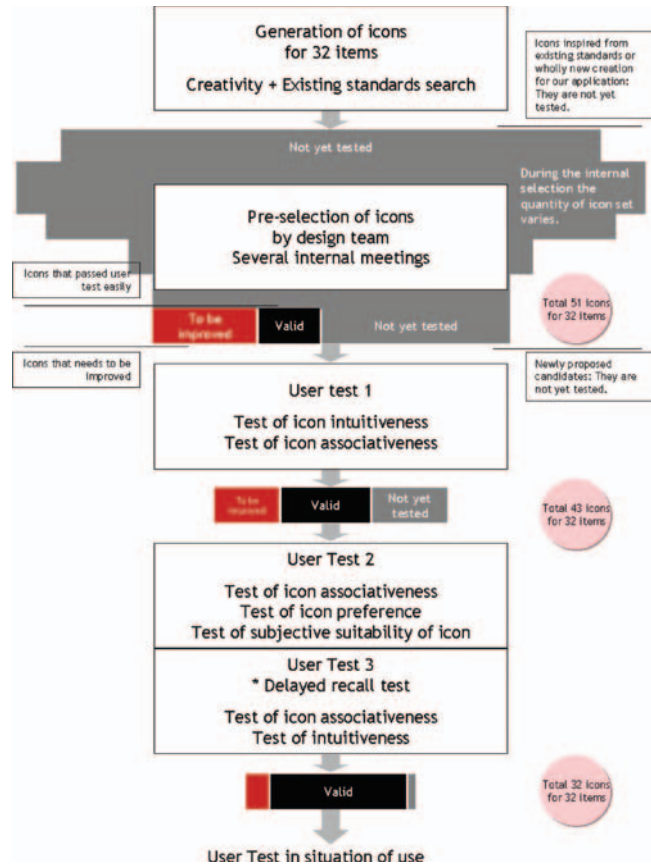 Generation of icons
for 32 items
Creativity + Existing standards search
Icons inspired from
existing standards or
wholly new creation
for our application:
They are not yet
tested.
Not yet tested
During the internal
selection the
quantity of icon set
varies.
Pre-selection of icons
by design team
Several internal meetings
Icons that passed user
test easily
Total 51 icons
for 32 items
To be
improved
Valid
Not yet tested
Icons that needs to be
improved
Newly proposed
candidates: They are
not yet tested.
User test 1
Test of icon intuitiveness
Test of icon associativeness
To be
improved
Valid
Not yet
tested
Total 43 icons
for 32 items
User Test 2
Test of icon associativeness
Test of icon preference
Test of subjective suitability of icon
User Test 3
* Delayed recall test
Test of icon associativeness
Test of intuitiveness
Valid
Total 32 icons
for 32 items
User Test in situation of use